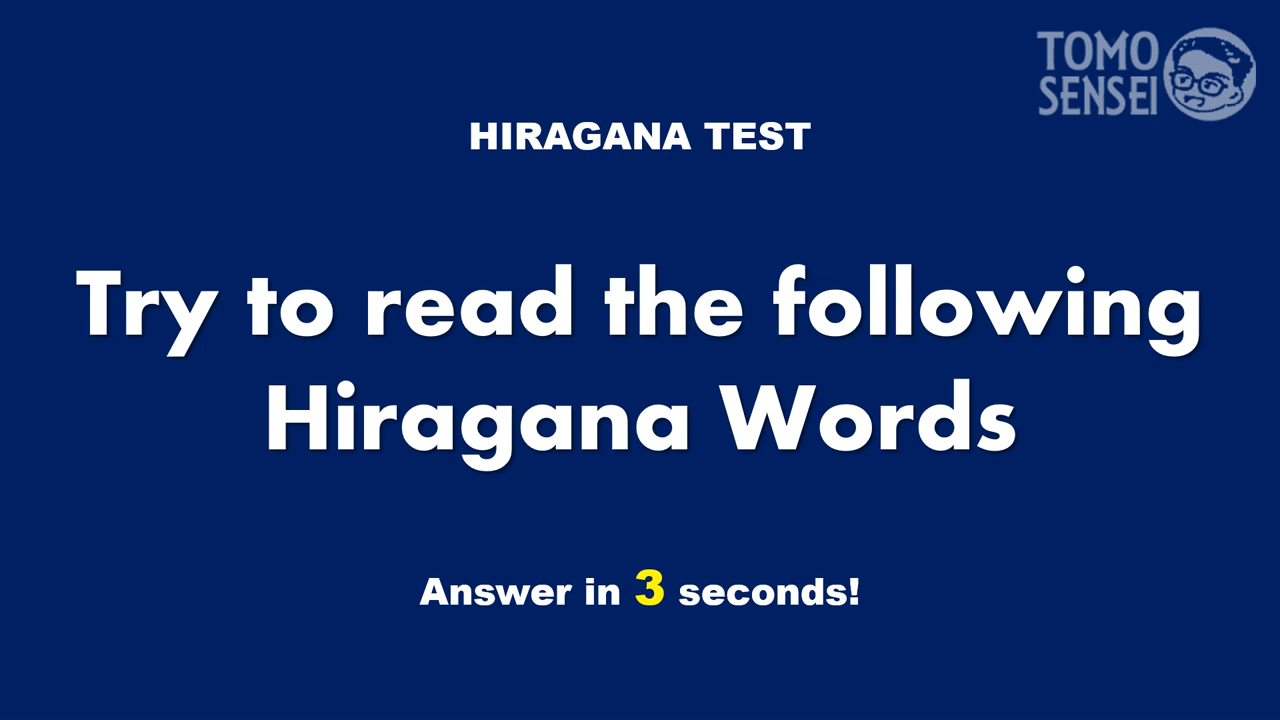 TOMO
SENSEI
HIRAGANA TEST
Try to read the following
Hiragana Words
Answer in 3 seconds!